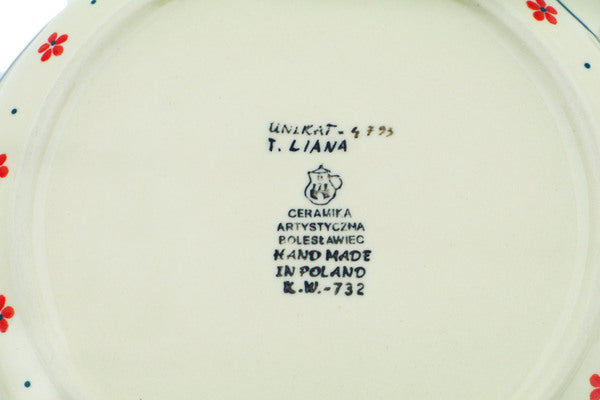 UNIKAT - 4793
T. LIANA
CERAMIKA
ARTYSTYCZNA
BOLESŁAWIEC
HAND MADE
IN POLAND
K.W.-732